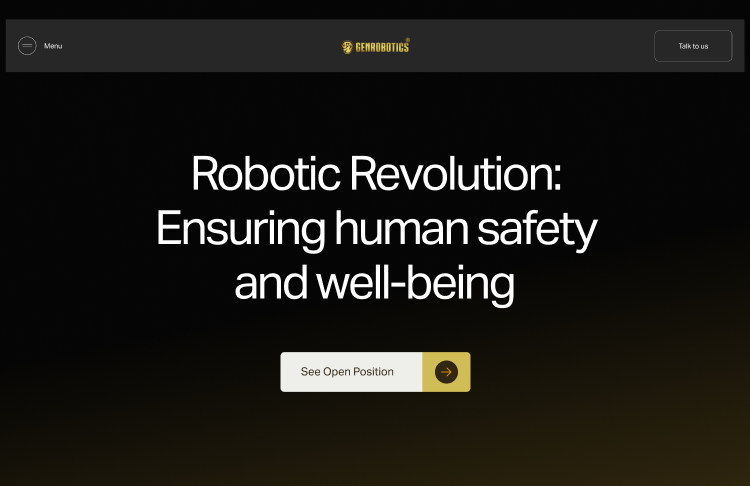 Menu
GENROBOTICS®
Talk to us
Robotic Revolution:
Ensuring human safety
and well-being
See Open Position